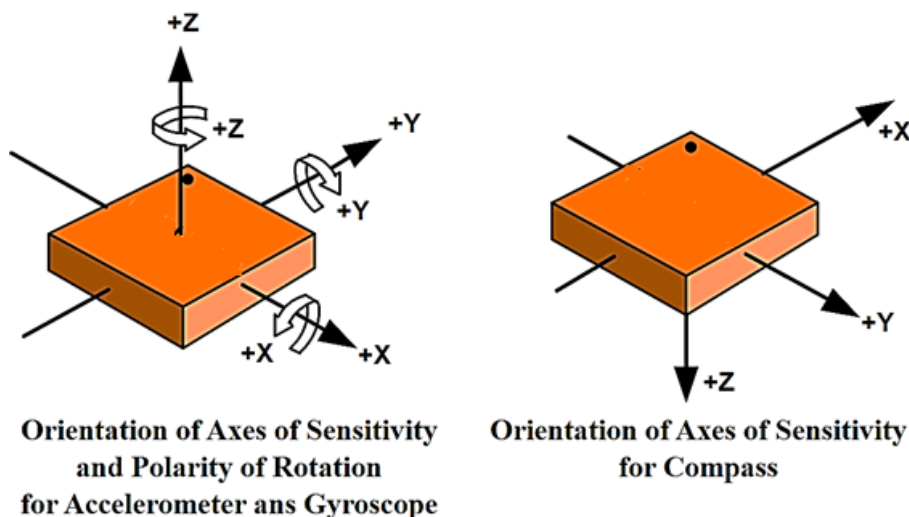 +Z
+Z
+Y
+Y
+X
+X
+X
+Y
+Z
Orientation of Axes of Sensitivity
and Polarity of Rotation
for Accelerometer ans Gyroscope
Orientation of Axes of Sensitivity
for Compass